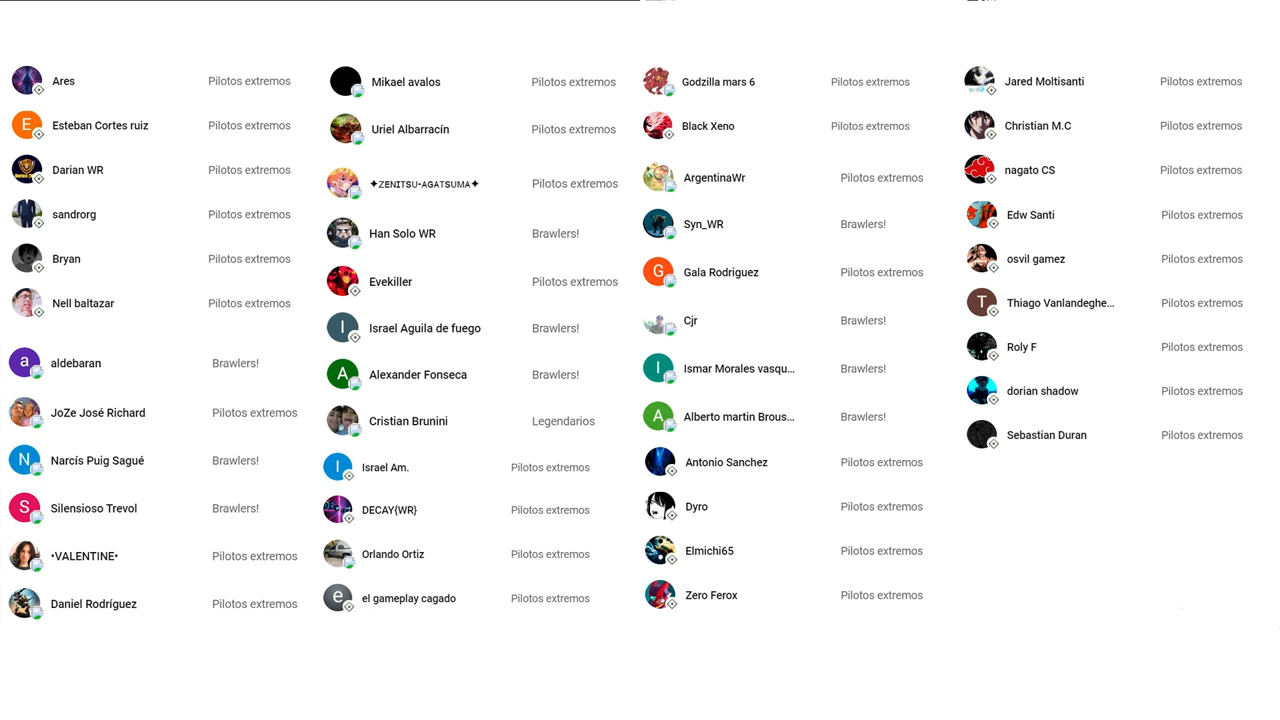 Ares Pilotos extremos
Esteban Cortes ruiz Pilotos extremos
Darian WR Pilotos extremos
sandrorg Pilotos extremos
Bryan Pilotos extremos
Nell baltazar Pilotos extremos
aldebaran Brawlers!
JoZe José Richard Pilotos extremos
Narcís Puig Sagué Brawlers!
Silensioso Trevol Brawlers!
•VALENTINE• Pilotos extremos
Daniel Rodríguez Pilotos extremos
Mikael avalos Pilotos extremos
Uriel Albarracín Pilotos extremos
✦ᴢᴇɴɪᴛsᴜ-ᴀɢᴀᴛsᴜᴍᴀ✦ Pilotos extremos
Han Solo WR Brawlers!
Evekiller Pilotos extremos
Israel Aguila de fuego Brawlers!
Alexander Fonseca Brawlers!
Cristian Brunini Legendarios
Israel Am. Pilotos extremos
DECAY{WR} Pilotos extremos
Orlando Ortiz Pilotos extremos
el gameplay cagado Pilotos extremos
Godzilla mars 6 Pilotos extremos
Black Xeno Pilotos extremos
ArgentinaWr Pilotos extremos
Syn_WR Brawlers!
Gala Rodriguez Pilotos extremos
Cjr Brawlers!
Ismar Morales vasqu... Brawlers!
Alberto martin Brous... Brawlers!
Antonio Sanchez Pilotos extremos
Dyro Pilotos extremos
Elmichi65 Pilotos extremos
Zero Ferox Pilotos extremos
Jared Moltisanti Pilotos extremos
Christian M.C Pilotos extremos
nagato CS Pilotos extremos
Edw Santi Pilotos extremos
osvil gamez Pilotos extremos
Thiago Vanlandeghe... Pilotos extremos
Roly F Pilotos extremos
dorian shadow Pilotos extremos
Sebastian Duran Pilotos extremos